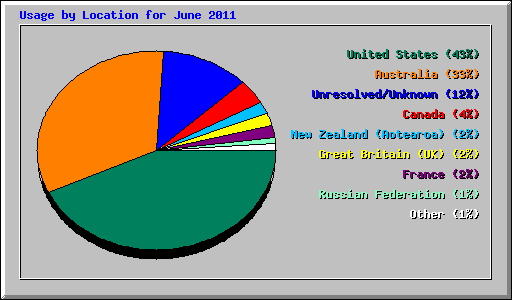 Usage by Location for June 2011
United States (43%)
Australia (33%)
Unresolved/Unknown (12%)
Canada (4%)
New Zealand (Aotearoa) (2%)
Great Britain (UK) (2%)
France (2%)
Russian Federation (1%)
Other (1%)